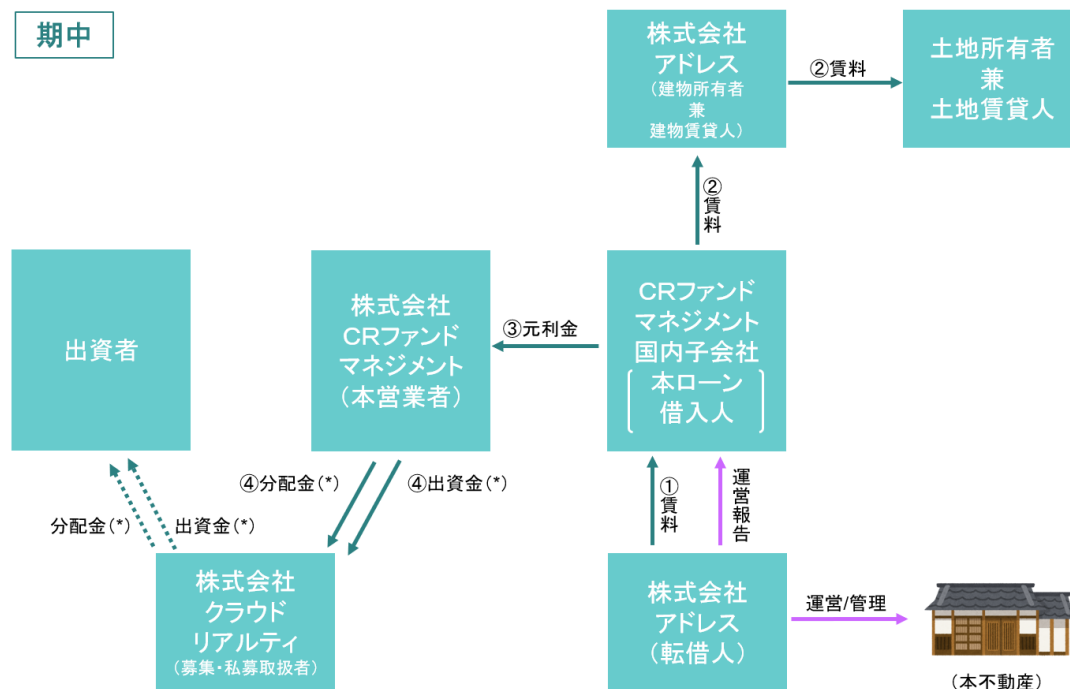 期中
株式会社
アドレス
(建物所有者
兼
建物賃貸人)
②賃料
土地所有者
兼
土地賃貸人
②賃料
出資者
株式会社
CRファンド
マネジメント
(本営業者)
③元利金
CRファンド
マネジメント
国内子会社
本ローン
借入人
④分配金(*)
④出資金(*)
①賃料
運営報告
分配金(*)
出資金(*)
株式会社
クラウド
リアルティ
(募集・私募取扱者)
株式会社
アドレス
(転借人)
運営/管理
(本不動産)